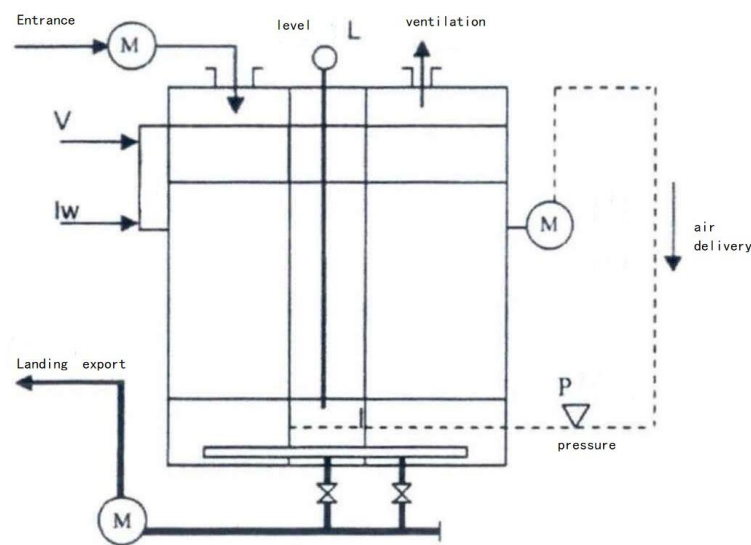 Entrance
M
level
L
ventilation
V
Iw
M
air
delivery
Landing export
P
pressure
M